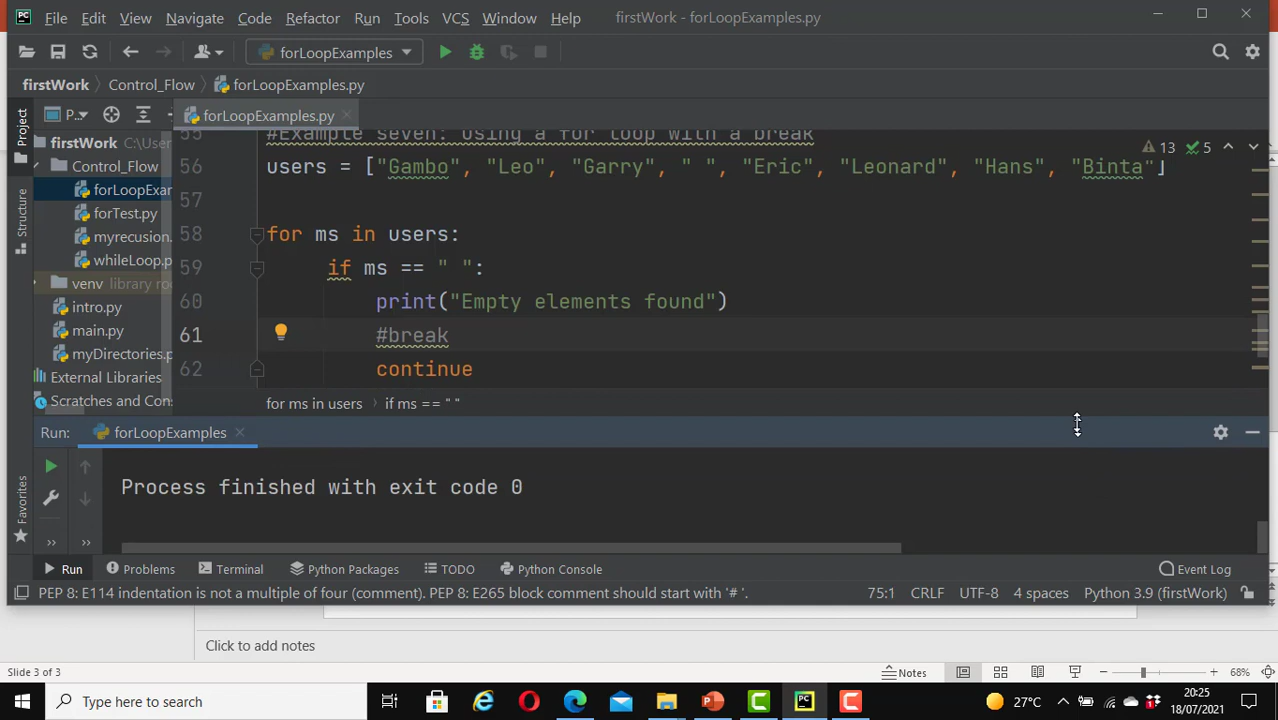 File Edit View Navigate Code Refactor Run Tools VCS Window Help firstWork - forLoopExamples.py
forLoopExamples
firstWork Control_Flow forLoopExamples.py
Project
P.. forLoopExamples.py
firstWork C:\User
Control_Flow
forLoopExar
forTest.py
myrecusion.
whileLoop.p
venv library roo
intro.py
main.py
myDirectories.p
External Libraries
Scratches and Con
Structure
Favorites
55 #Example seven: Using a for loop with a break
56 users = ["Gambo", "Leo", "Garry", " ", "Eric", "Leonard", "Hans", "Binta"]
13 5
57
58 for ms in users:
59 if ms == " ":
60 print("Empty elements found")
61 #break
62 continue
for ms in users if ms == " "
Run: forLoopExamples
Process finished with exit code 0
Run Problems Terminal Python Packages TODO Python Console Event Log
PEP 8: E114 indentation is not a multiple of four (comment). PEP 8: E265 block comment should start with '# '. 75:1 CRLF UTF-8 4 spaces Python 3.9 (firstWork)
Click to add notes
Slide 3 of 3 Notes 68%
Type here to search 27°C 20:25
18/07/2021